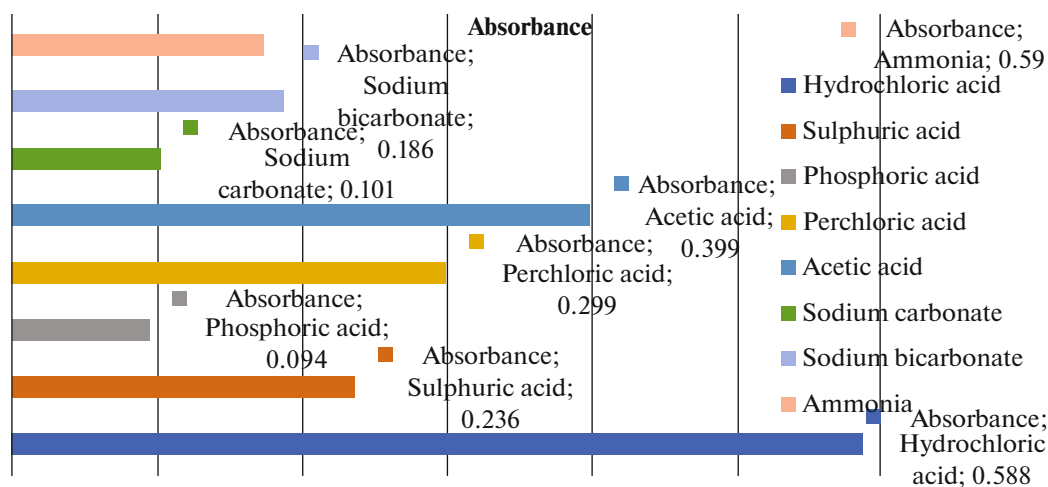 Absorbance
Absorbance;
Ammonia; 0.59
Absorbance;
Sodium
bicarbonate;
0.186
Absorbance;
Sodium
carbonate; 0.101
Absorbance;
Acetic acid;
0.399
Absorbance;
Perchloric acid;
0.299
Absorbance;
Phosphoric acid;
0.094
Absorbance;
Sulphuric acid;
0.236
Absorbance;
Hydrochloric
acid; 0.588
Hydrochloric acid
Sulphuric acid
Phosphoric acid
Perchloric acid
Acetic acid
Sodium carbonate
Sodium bicarbonate
Ammonia